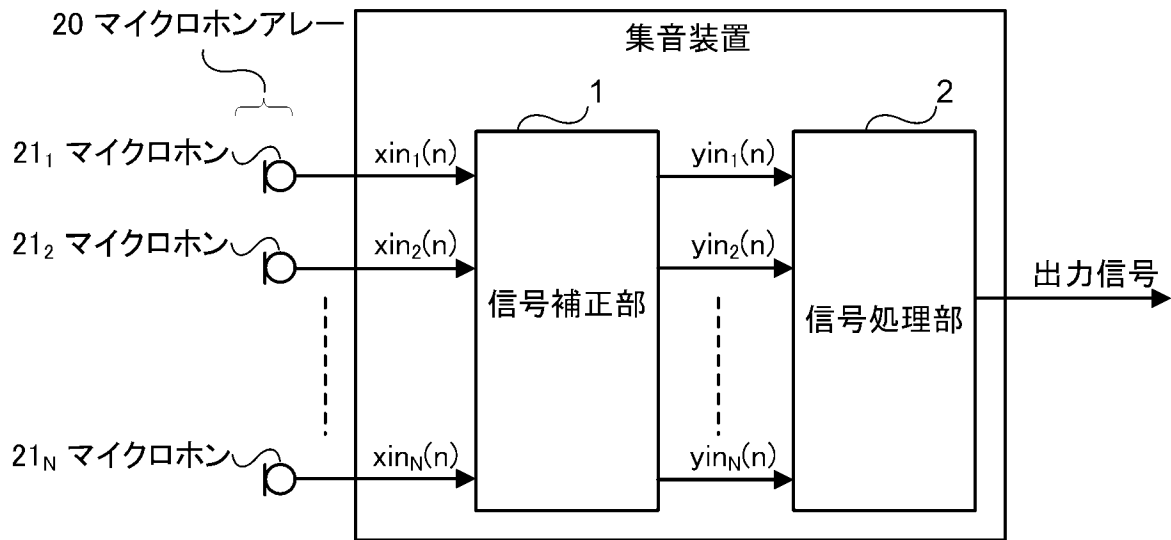 20 マイクロホンアレー
集音装置
1
2
21₁ マイクロホン
xin₁(n)
yin₁(n)
21₂ マイクロホン
xin₂(n)
yin₂(n)
信号補正部
信号処理部
出力信号
21N マイクロホン
xinN(n)
yinN(n)